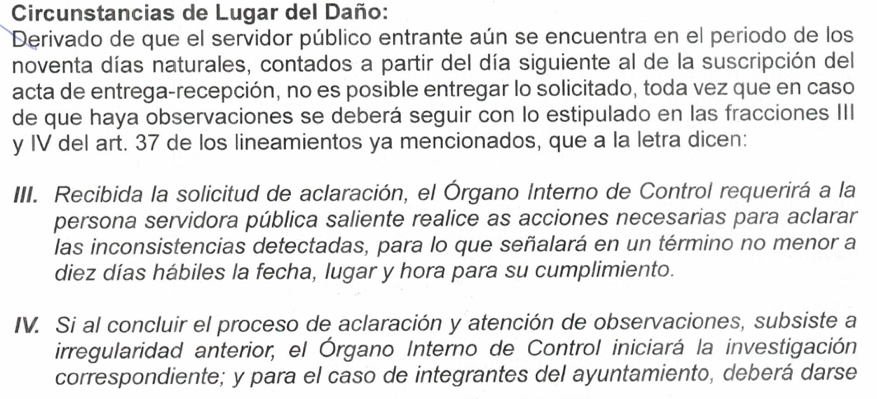 Circunstancias de Lugar del Daño:
Derivado de que el servidor público entrante aún se encuentra en el periodo de los
noventa días naturales, contados a partir del día siguiente al de la suscripción del
acta de entrega-recepción, no es posible entregar lo solicitado, toda vez que en caso
de que haya observaciones se deberá seguir con lo estipulado en las fracciones III
y IV del art. 37 de los lineamientos ya mencionados, que a la letra dicen:
III. Recibida la solicitud de aclaración, el Órgano Interno de Control requerirá a la
persona servidora pública saliente realice as acciones necesarias para aclarar
las inconsistencias detectadas, para lo que señalará en un término no menor a
diez días hábiles la fecha, lugar y hora para su cumplimiento.
IV. Si al concluir el proceso de aclaración y atención de observaciones, subsiste a
irregularidad anterior, el Órgano Interno de Control iniciará la investigación
correspondiente; y para el caso de integrantes del ayuntamiento, deberá darse